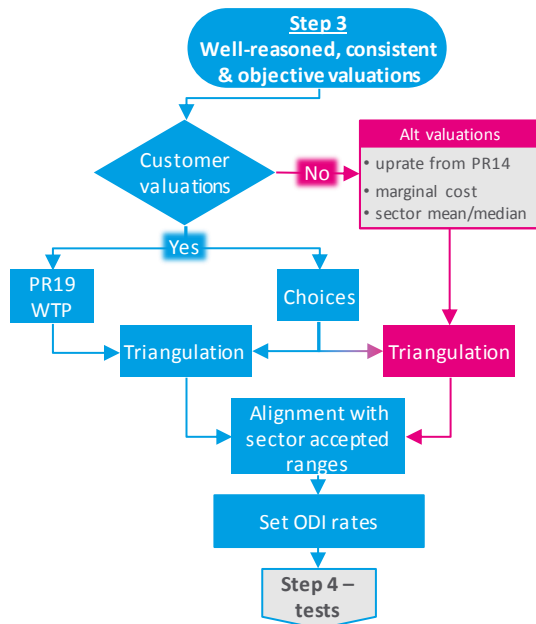 Step 3
Well-reasoned, consistent
& objective valuations
Alt valuations
• uprate from PR14
• marginal cost
• sector mean/median
Customer
valuations
No
Yes
PR19
WTP
Choices
Triangulation
Triangulation
Alignment with
sector accepted
ranges
Set ODI rates
Step 4 –
tests